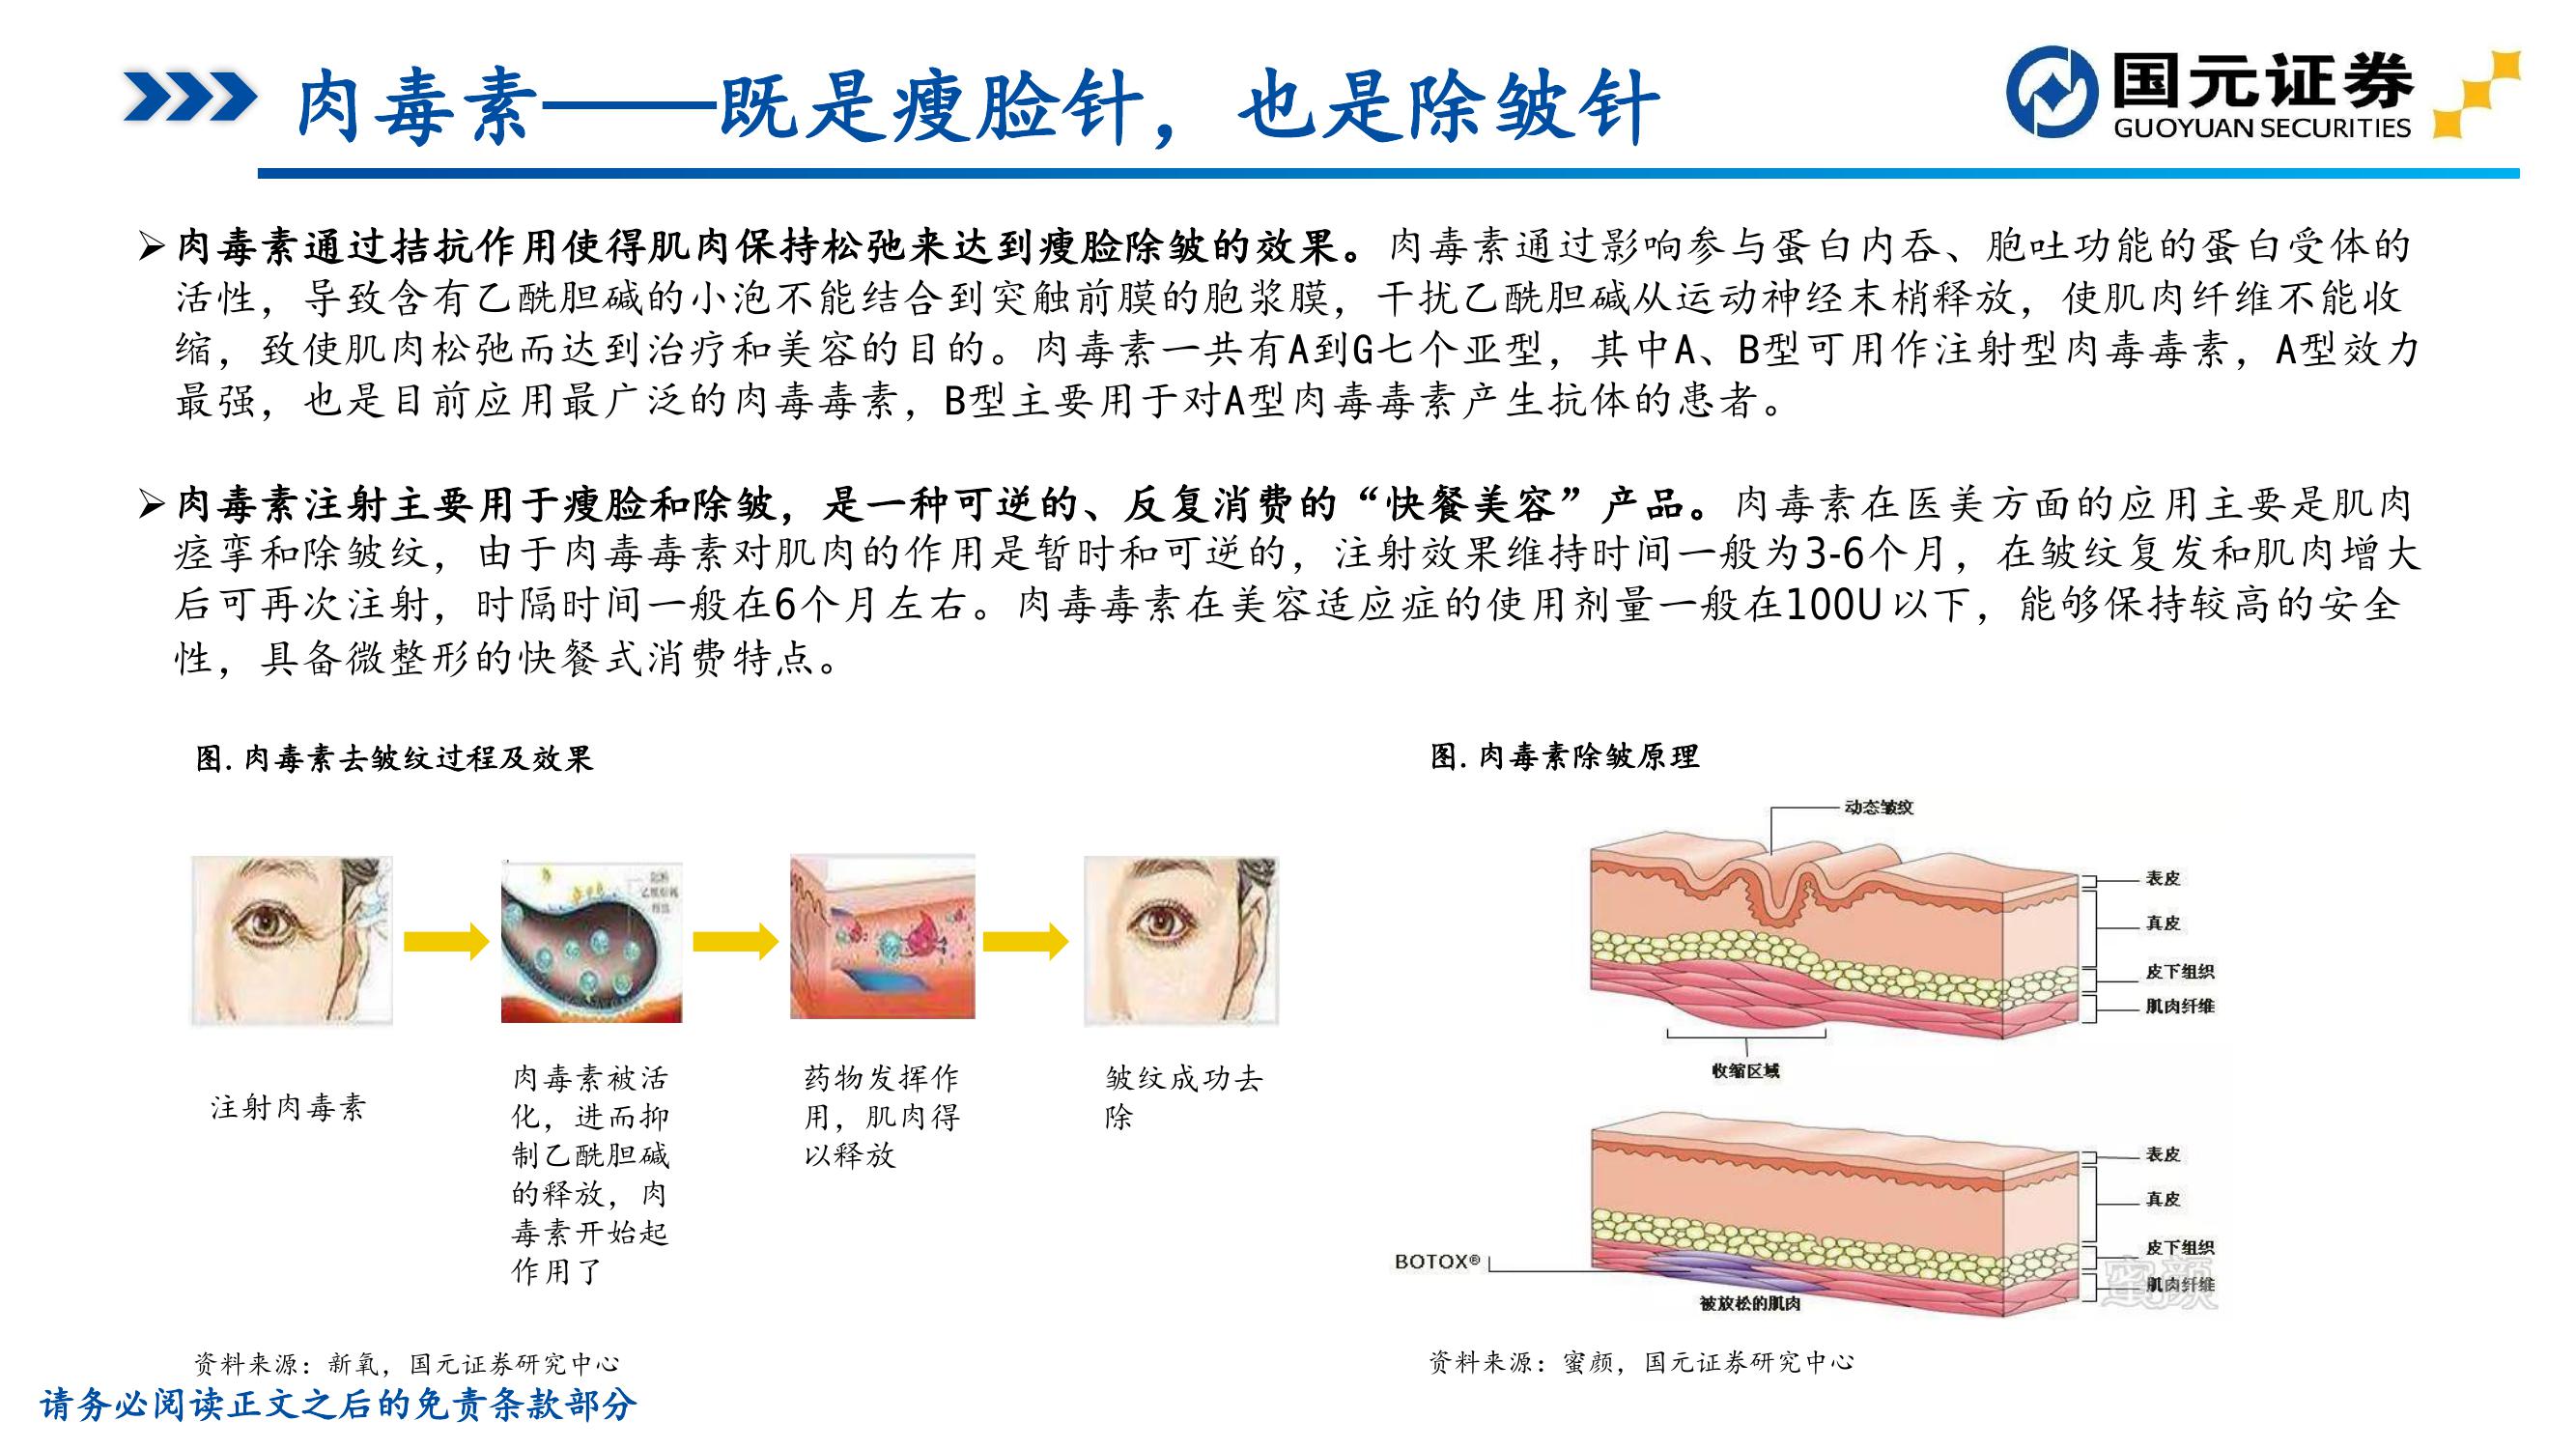 肉毒素——既是瘦脸针，也是除皱针
国元证券
GUOYUAN SECURITIES
肉毒素通过拮抗作用使得肌肉保持松弛来达到瘦脸除皱的效果。肉毒素通过影响参与蛋白内吞、胞吐功能的蛋白受体的
活性，导致含有乙酰胆碱的小泡不能结合到突触前膜的胞浆膜，干扰乙酰胆碱从运动神经末梢释放，使肌肉纤维不能收
缩，致使肌肉松弛而达到治疗和美容的目的。肉毒素一共有A到G七个亚型，其中A、B型可用作注射型肉毒毒素，A型效力
最强，也是目前应用最广泛的肉毒毒素，B型主要用于对A型肉毒毒素产生抗体的患者。
肉毒素注射主要用于瘦脸和除皱，是一种可逆的、反复消费的“快餐美容”产品。肉毒素在医美方面的应用主要是肌肉
痉挛和除皱纹，由于肉毒毒素对肌肉的作用是暂时和可逆的，注射效果维持时间一般为3-6个月，在皱纹复发和肌肉增大
后可再次注射，时隔时间一般在6个月左右。肉毒毒素在美容适应症的使用剂量一般在100U以下，能够保持较高的安全
性，具备微整形的快餐式消费特点。
图.肉毒素去皱纹过程及效果
注射肉毒素
肉毒素被活
化，进而抑
制乙酰胆碱
的释放，肉
毒素开始起
作用了
药物发挥作
用，肌肉得
以释放
皱纹成功去
除
资料来源：新氧，国元证券研究中心
图.肉毒素除皱原理
动态皱纹
表皮
真皮
皮下组织
肌肉纤维
收缩区域
表皮
真皮
皮下组织
肌肉纤维
BOTOX®
被放松的肌肉
蜜颜
资料来源：蜜颜，国元证券研究中心
请务必阅读正文之后的免责条款部分